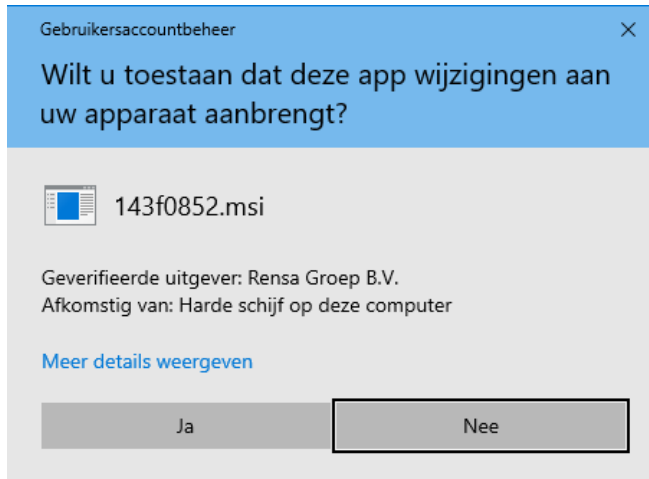 Gebruikersaccountbeheer
Wilt u toestaan dat deze app wijzigingen aan
uw apparaat aanbrengt?
143f0852.msi
Geverifieerde uitgever: Rensa Groep B.V.
Afkomstig van: Harde schijf op deze computer
Meer details weergeven
Ja
Nee